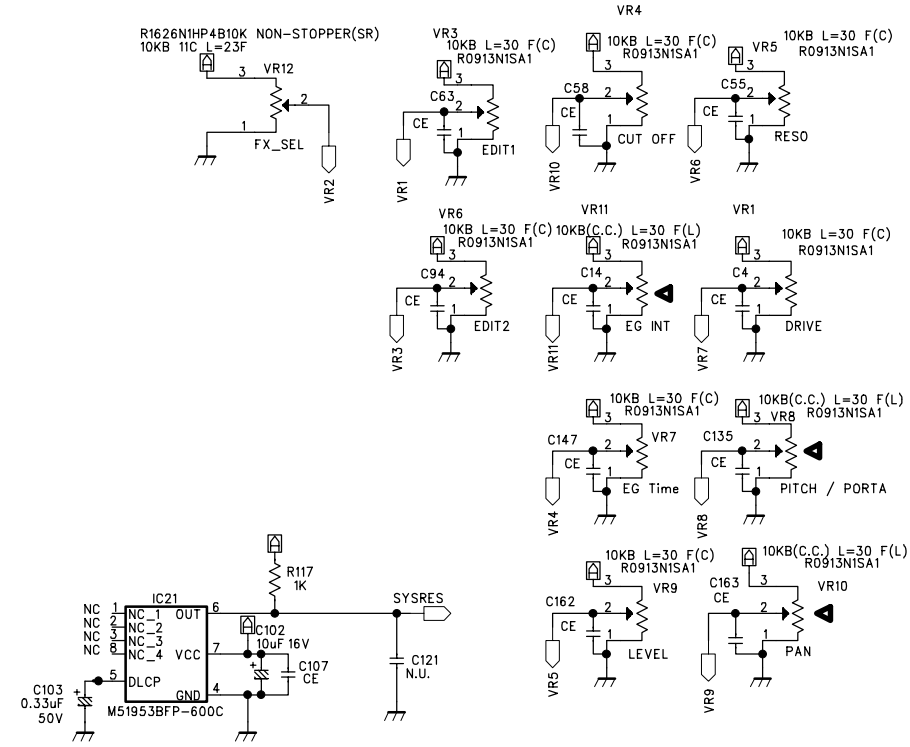 R1626N1HP4B10K NON-STOPPER(SR)
10KB 11C L=23F
A
3
VR12
2
1
FX_SEL
VR2
VR3
10KB L=30 F(C)
R0913N1SA1
A
3
C63
2
CE
1
EDIT1
VR1
VR4
10KB L=30 F(C)
R0913N1SA1
A
3
C58
2
CE
1
CUT OFF
VR10
VR5
10KB L=30 F(C)
R0913N1SA1
A
3
C55
2
CE
1
RESO
VR6
VR6
10KB L=30 F(C)
R0913N1SA1
A
3
C94
2
CE
1
EDIT2
VR3
VR11
10KB(C.C.) L=30 F(L)
R0913N1SA1
A
3
C14
2
CE
1
EG INT
VR11
VR1
10KB L=30 F(C)
R0913N1SA1
A
3
C4
2
CE
1
DRIVE
VR7
10KB L=30 F(C)
R0913N1SA1
A
3
C147
2
VR7
CE
1
EG Time
VR4
10KB(C.C.) L=30 F(L)
R0913N1SA1
A
3
VR8
C135
2
CE
1
PITCH / PORTA
VR8
10KB L=30 F(C)
R0913N1SA1
A
3
VR9
C162
2
CE
1
LEVEL
VR5
10KB(C.C.) L=30 F(L)
R0913N1SA1
A
3
VR10
C163
CE
2
1
PAN
VR9
A
R117
1K
SYSRES
IC21
NC 1 NC_1 OUT 6
NC 2 NC_2
NC 3 NC_3
NC 8 NC_4 VCC 7
5 DLCP
GND 4
M51953BFP-600C
C103
0.33uF
50V
A
C102
10uF 16V
C107
CE
C121
N.U.